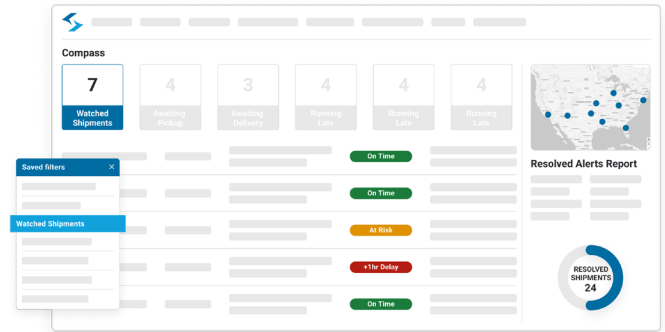 Compass
7
Watched
Shipments
4
Awaiting
Pickup
3
Awaiting
Delivery
4
Running
Late
4
Running
Late
4
Running
Late
On Time
On Time
At Risk
+1hr Delay
On Time
Saved filters ×
Watched Shipments
Resolved Alerts Report
RESOLVED
SHIPMENTS
24